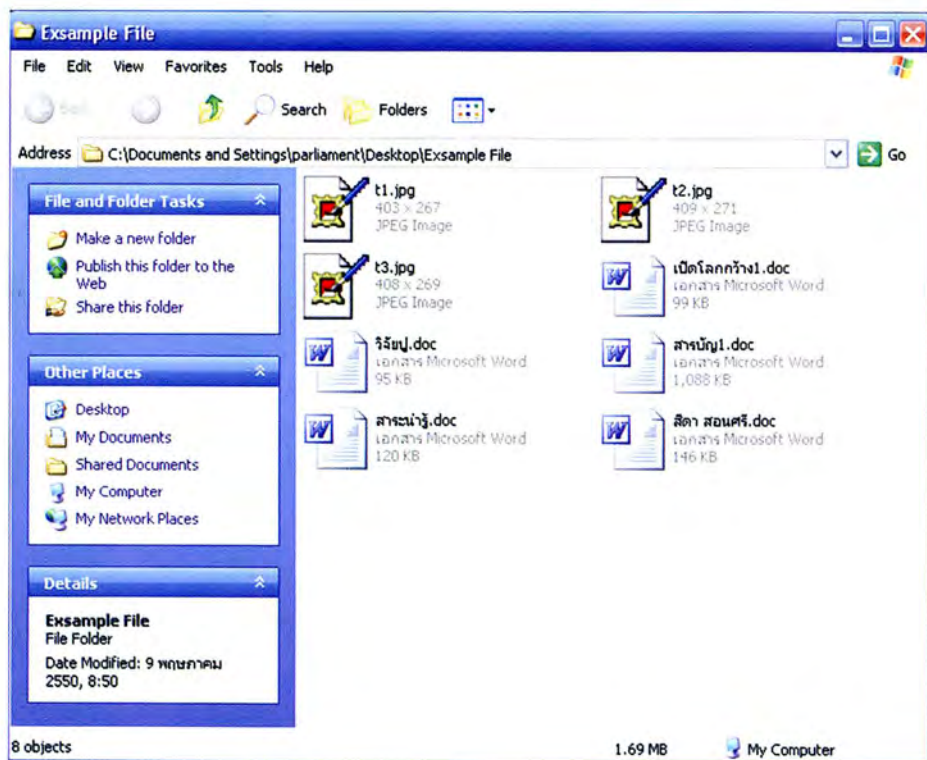 Exsample File
File Edit View Favorites Tools Help
Back Search Folders
Address C:\Documents and Settings\parliament\Desktop\Exsample File Go
File and Folder Tasks
Make a new folder
Publish this folder to the
Web
Share this folder
Other Places
Desktop
My Documents
Shared Documents
My Computer
My Network Places
Details
Exsample File
File Folder
Date Modified: 9 พฤษภาคม
2550, 8:50
t1.jpg
403 x 267
JPEG Image
t2.jpg
409 x 271
JPEG Image
t3.jpg
408 x 269
JPEG Image
เปิดโลกกว้าง1.doc
เอกสาร Microsoft Word
99 KB
วิจัยปู.doc
เอกสาร Microsoft Word
95 KB
สารบัญ1.doc
เอกสาร Microsoft Word
1,088 KB
สาระน่ารู้.doc
เอกสาร Microsoft Word
120 KB
สิดา สอนศรี.doc
เอกสาร Microsoft Word
146 KB
8 objects 1.69 MB My Computer